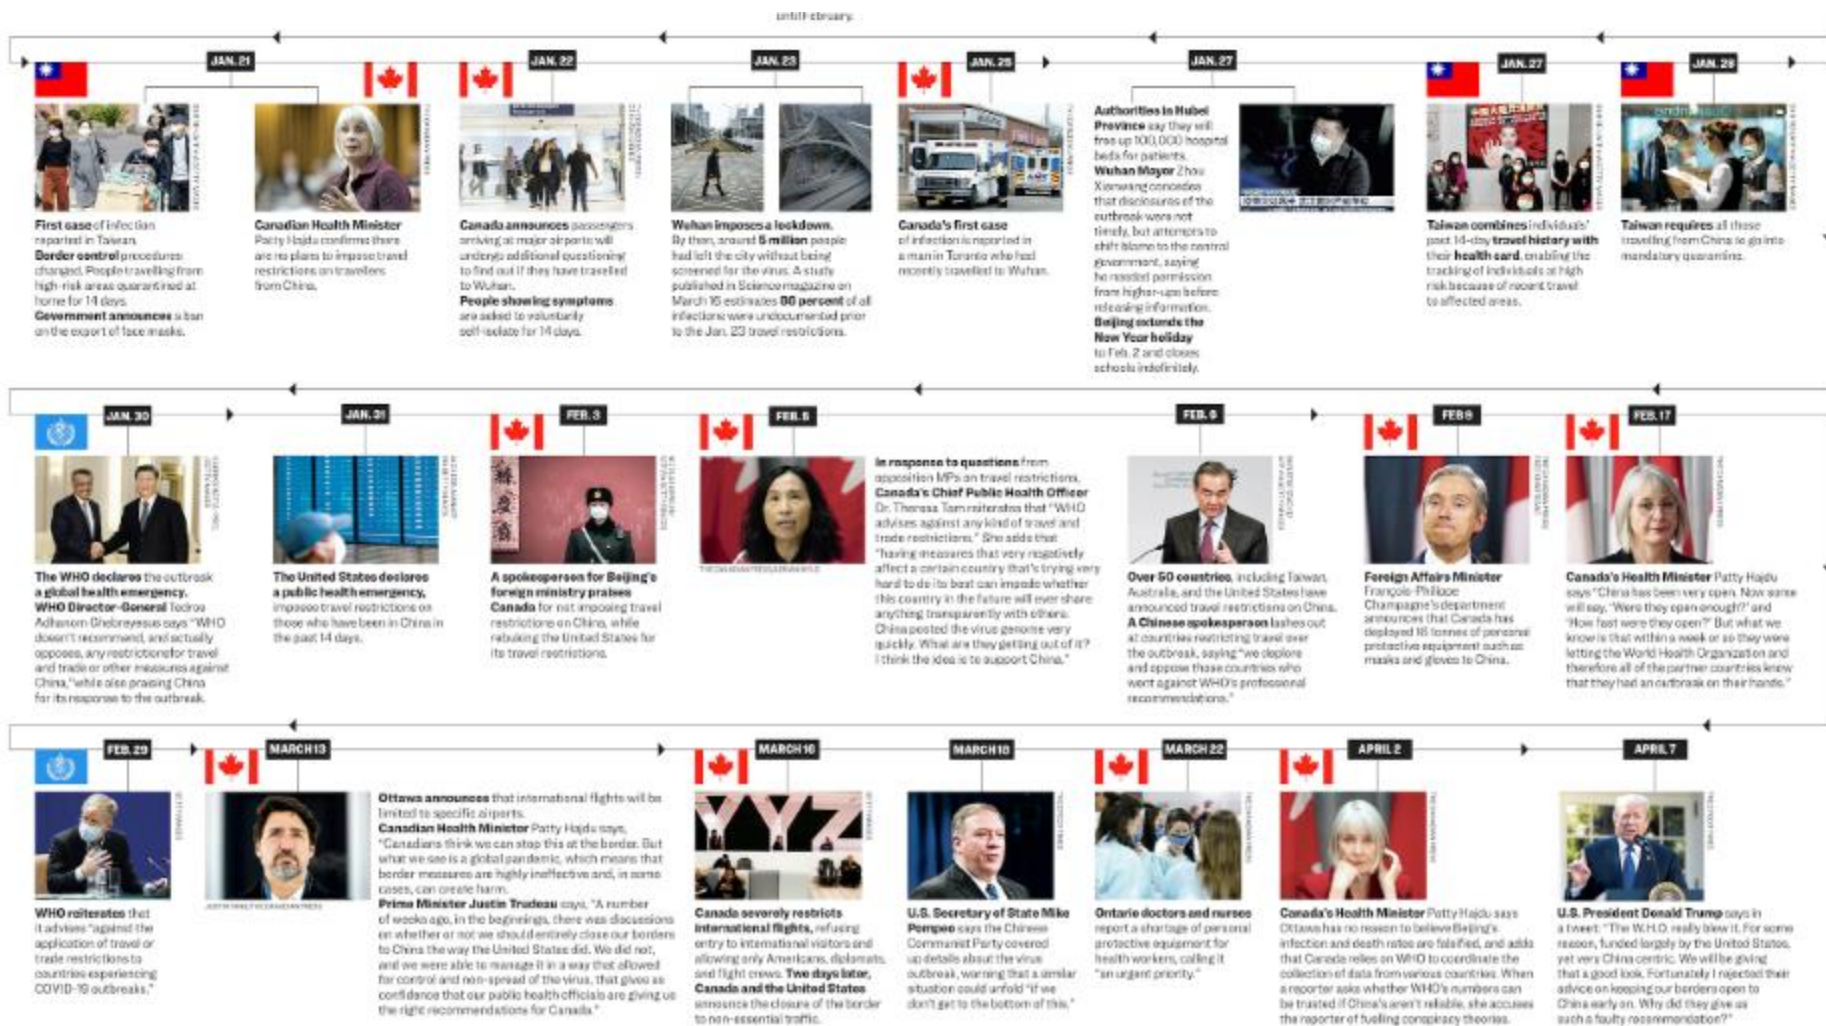 until February.
JAN. 21
First case of infection
reported in Taiwan.
Border control procedures
changed. People travelling from
high-risk areas quarantined at
home for 14 days.
Government announces a ban
on the export of face masks.
Canadian Health Minister
Patty Hajdu confirms there
are no plans to impose travel
restrictions on travellers
from China.
JAN. 22
Canada announces passengers
arriving at major airports will
undergo additional questioning
to find out if they have travelled
to Wuhan.
People showing symptoms
are asked to voluntarily
self-isolate for 14 days.
JAN. 23
Wuhan imposes a lockdown.
By then, around 5 million people
had left the city without being
screened for the virus. A study
published in Science magazine on
March 16 estimates 86 percent of all
infections were undocumented prior
to the Jan. 23 travel restrictions.
JAN. 25
Canada's first case
of infection is reported in
a man in Toronto who had
recently travelled to Wuhan.
JAN. 27
Authorities in Hubei
Province say they will
free up 100,000 hospital
beds for patients.
Wuhan Mayor Zhou
Xianwang concedes
that disclosures of the
outbreak were not
timely, but attempts to
shift blame to the central
government, saying
he needed permission
from higher-ups before
releasing information.
Beijing extends the
New Year holiday
to Feb. 2 and closes
schools indefinitely.
JAN. 27
Taiwan combines individuals'
past 14-day travel history with
their health card, enabling the
tracking of individuals at high
risk because of recent travel
to affected areas.
JAN. 28
Taiwan requires all those
travelling from China to go into
mandatory quarantine.
JAN. 30
The WHO declares the outbreak
a global health emergency.
WHO Director-General Tedros
Adhanom Ghebreyesus says "WHO
doesn't recommend, and actually
opposes, any restrictions for travel
and trade or other measures against
China," while also praising China
for its response to the outbreak.
JAN. 31
The United States declares
a public health emergency,
imposes travel restrictions on
those who have been in China in
the past 14 days.
FEB. 3
A spokesperson for Beijing's
foreign ministry praises
Canada for not imposing travel
restrictions on China, while
rebuking the United States for
its travel restrictions.
FEB. 5
In response to questions from
opposition MPs on travel restrictions,
Canada's Chief Public Health Officer
Dr. Theresa Tam reiterates that "WHO
advises against any kind of travel and
trade restrictions." She adds that
"having measures that very negatively
affect a certain country that's trying very
hard to do its best can impede whether
this country in the future will ever share
anything transparently with others.
China posted the virus genome very
quickly. What are they getting out of it?
I think the idea is to support China."
FEB. 6
Over 50 countries, including Taiwan,
Australia, and the United States have
announced travel restrictions on China.
A Chinese spokesperson lashes out
at countries restricting travel over
the outbreak, saying "we deplore
and oppose those countries who
went against WHO's professional
recommendations."
FEB 9
Foreign Affairs Minister
François-Philippe
Champagne's department
announces that Canada has
deployed 16 tonnes of personal
protective equipment such as
masks and gloves to China.
FEB. 17
Canada's Health Minister Patty Hajdu
says "China has been very open. Now some
will say, 'Were they open enough?' and
"How fast were they open?" But what we
know is that within a week or so they were
letting the World Health Organization and
therefore all of the partner countries know
that they had an outbreak on their hands."
FEB. 29
WHO reiterates that
it advises "against the
application of travel or
trade restrictions to
countries experiencing
COVID-19 outbreaks."
MARCH 13
Ottawa announces that international flights will be
limited to specific airports.
Canadian Health Minister Patty Hajdu says,
"Canadians think we can stop this at the border. But
what we see is a global pandemic, which means that
border measures are highly ineffective and, in some
cases, can create harm.
Prime Minister Justin Trudeau says, "A number
of weeks ago, in the beginnings, there was discussions
on whether or not we should entirely close our borders
to China the way the United States did. We did not,
and we were able to manage it in a way that allowed
for control and non-spread of the virus, that gives us
confidence that our public health officials are giving us
the right recommendations for Canada."
MARCH 16
YYZ
Canada severely restricts
international flights, refusing
entry to international visitors and
allowing only Americans, diplomats,
and flight crews. Two days later,
Canada and the United States
announce the closure of the border
to non-essential traffic.
MARCH 18
U.S. Secretary of State Mike
Pompeo says the Chinese
Communist Party covered
up details about the virus
outbreak, warning that a similar
situation could unfold "if we
don't get to the bottom of this."
MARCH 22
Ontario doctors and nurses
report a shortage of personal
protective equipment for
health workers, calling it
"an urgent priority."
APRIL 2
Canada's Health Minister Patty Hajdu says
Ottawa has no reason to believe Beijing's
infection and death rates are falsified, and adds
that Canada relies on WHO to coordinate the
collection of data from various countries. When
a reporter asks whether WHO's numbers can
be trusted if China's aren't reliable, she accuses
the reporter of fuelling conspiracy theories.
APRIL 7
U.S. President Donald Trump says in
a tweet: "The W.H.O. really blew it. For some
reason, funded largely by the United States,
yet very China centric. We will be giving
that a good look. Fortunately I rejected their
advice on keeping our borders open to
China early on. Why did they give us
such a faulty recommendation?"